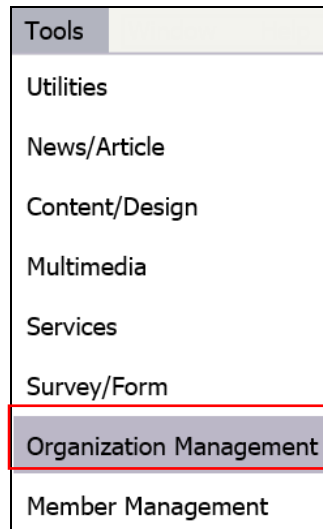 Tools
Utilities
News/Article
Content/Design
Multimedia
Services
Survey/Form
Organization Management
Member Management